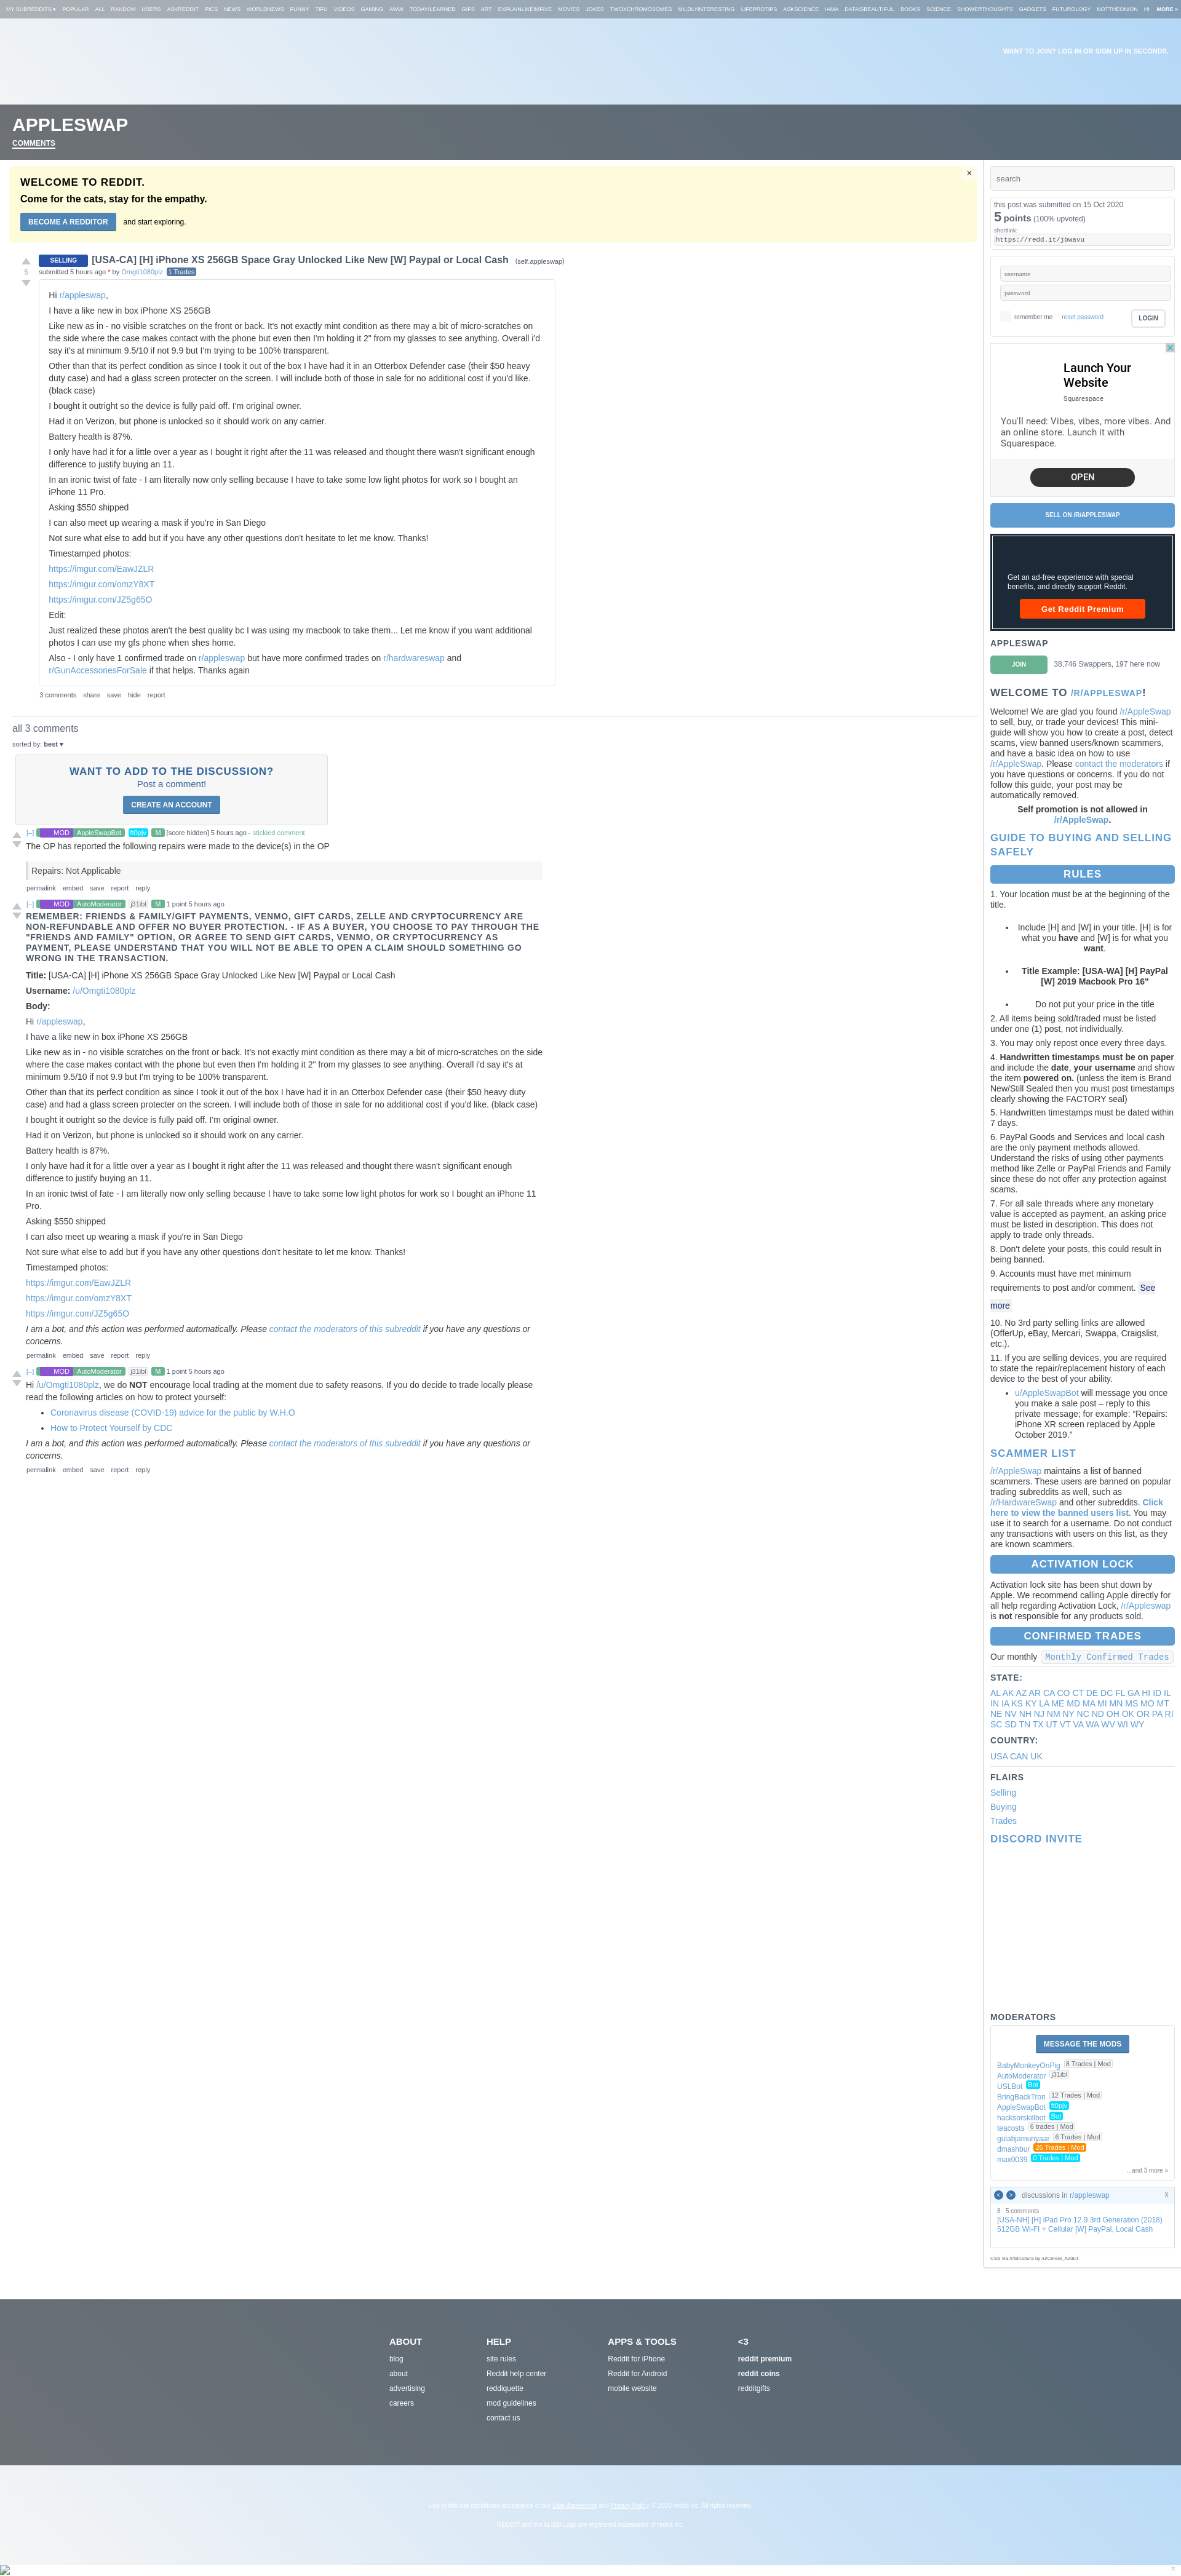 MY SUBREDDITS ▾ POPULAR ALL RANDOM USERS ASKREDDIT PICS NEWS WORLDNEWS FUNNY TIFU VIDEOS GAMING AWW TODAYILEARNED GIFS ART EXPLAINLIKEIMFIVE MOVIES JOKES TWOXCHROMOSOMES MILDLYINTERESTING LIFEPROTIPS ASKSCIENCE IAMA DATAISBEAUTIFUL BOOKS SCIENCE SHOWERTHOUGHTS GADGETS FUTUROLOGY NOTTHEONION HI MORE »
WANT TO JOIN? LOG IN OR SIGN UP IN SECONDS.
APPLESWAP
COMMENTS
×
WELCOME TO REDDIT.
Come for the cats, stay for the empathy.
BECOME A REDDITOR and start exploring.
5
SELLING [USA-CA] [H] iPhone XS 256GB Space Gray Unlocked Like New [W] Paypal or Local Cash (self.appleswap)
submitted 5 hours ago * by Omgti1080plz 1 Trades
Hi r/appleswap,
I have a like new in box iPhone XS 256GB
Like new as in - no visible scratches on the front or back. It's not exactly mint condition as there may a bit of micro-scratches on
the side where the case makes contact with the phone but even then I'm holding it 2" from my glasses to see anything. Overall i'd
say it's at minimum 9.5/10 if not 9.9 but I'm trying to be 100% transparent.
Other than that its perfect condition as since I took it out of the box I have had it in an Otterbox Defender case (their $50 heavy
duty case) and had a glass screen protecter on the screen. I will include both of those in sale for no additional cost if you'd like.
(black case)
I bought it outright so the device is fully paid off. I'm original owner.
Had it on Verizon, but phone is unlocked so it should work on any carrier.
Battery health is 87%.
I only have had it for a little over a year as I bought it right after the 11 was released and thought there wasn't significant enough
difference to justify buying an 11.
In an ironic twist of fate - I am literally now only selling because I have to take some low light photos for work so I bought an
iPhone 11 Pro.
Asking $550 shipped
I can also meet up wearing a mask if you're in San Diego
Not sure what else to add but if you have any other questions don't hesitate to let me know. Thanks!
Timestamped photos:
https://imgur.com/EawJZLR
https://imgur.com/omzY8XT
https://imgur.com/JZ5g65O
Edit:
Just realized these photos aren't the best quality bc I was using my macbook to take them... Let me know if you want additional
photos I can use my gfs phone when shes home.
Also - I only have 1 confirmed trade on r/appleswap but have more confirmed trades on r/hardwareswap and
r/GunAccessoriesForSale if that helps. Thanks again
3 comments share save hide report
all 3 comments
sorted by: best ▾
WANT TO ADD TO THE DISCUSSION?
Post a comment!
CREATE AN ACCOUNT
[–] MOD AppleSwapBot ft0pjv M [score hidden] 5 hours ago - stickied comment
The OP has reported the following repairs were made to the device(s) in the OP
Repairs: Not Applicable
permalink embed save report reply
[–] MOD AutoModerator j31ibl M 1 point 5 hours ago
REMEMBER: FRIENDS & FAMILY/GIFT PAYMENTS, VENMO, GIFT CARDS, ZELLE AND CRYPTOCURRENCY ARE
NON-REFUNDABLE AND OFFER NO BUYER PROTECTION. - IF AS A BUYER, YOU CHOOSE TO PAY THROUGH THE
"FRIENDS AND FAMILY" OPTION, OR AGREE TO SEND GIFT CARDS, VENMO, OR CRYPTOCURRENCY AS
PAYMENT, PLEASE UNDERSTAND THAT YOU WILL NOT BE ABLE TO OPEN A CLAIM SHOULD SOMETHING GO
WRONG IN THE TRANSACTION.
Title: [USA-CA] [H] iPhone XS 256GB Space Gray Unlocked Like New [W] Paypal or Local Cash
Username: /u/Omgti1080plz
Body:
Hi r/appleswap,
I have a like new in box iPhone XS 256GB
Like new as in - no visible scratches on the front or back. It's not exactly mint condition as there may a bit of micro-scratches on the side
where the case makes contact with the phone but even then I'm holding it 2" from my glasses to see anything. Overall i'd say it's at
minimum 9.5/10 if not 9.9 but I'm trying to be 100% transparent.
Other than that its perfect condition as since I took it out of the box I have had it in an Otterbox Defender case (their $50 heavy duty
case) and had a glass screen protecter on the screen. I will include both of those in sale for no additional cost if you'd like. (black case)
I bought it outright so the device is fully paid off. I'm original owner.
Had it on Verizon, but phone is unlocked so it should work on any carrier.
Battery health is 87%.
I only have had it for a little over a year as I bought it right after the 11 was released and thought there wasn't significant enough
difference to justify buying an 11.
In an ironic twist of fate - I am literally now only selling because I have to take some low light photos for work so I bought an iPhone 11
Pro.
Asking $550 shipped
I can also meet up wearing a mask if you're in San Diego
Not sure what else to add but if you have any other questions don't hesitate to let me know. Thanks!
Timestamped photos:
https://imgur.com/EawJZLR
https://imgur.com/omzY8XT
https://imgur.com/JZ5g65O
I am a bot, and this action was performed automatically. Please contact the moderators of this subreddit if you have any questions or
concerns.
permalink embed save report reply
[–] MOD AutoModerator j31ibl M 1 point 5 hours ago
Hi /u/Omgti1080plz, we do NOT encourage local trading at the moment due to safety reasons. If you do decide to trade locally please
read the following articles on how to protect yourself:
• Coronavirus disease (COVID-19) advice for the public by W.H.O
• How to Protect Yourself by CDC
I am a bot, and this action was performed automatically. Please contact the moderators of this subreddit if you have any questions or
concerns.
permalink embed save report reply
search
this post was submitted on 15 Oct 2020
5 points (100% upvoted)
shortlink:
https://redd.it/jbwavu
username
password
remember me reset password LOGIN
Launch Your
Website
Squarespace
You'll need: Vibes, vibes, more vibes. And
an online store. Launch it with
Squarespace.
OPEN
SELL ON /R/APPLESWAP
Get an ad-free experience with special
benefits, and directly support Reddit.
Get Reddit Premium
APPLESWAP
JOIN 38,746 Swappers, 197 here now
WELCOME TO /R/APPLESWAP!
Welcome! We are glad you found /r/AppleSwap
to sell, buy, or trade your devices! This mini-
guide will show you how to create a post, detect
scams, view banned users/known scammers,
and have a basic idea on how to use
/r/AppleSwap. Please contact the moderators if
you have questions or concerns. If you do not
follow this guide, your post may be
automatically removed.
Self promotion is not allowed in
/r/AppleSwap.
GUIDE TO BUYING AND SELLING
SAFELY
RULES
1. Your location must be at the beginning of the
title.
• Include [H] and [W] in your title. [H] is for
what you have and [W] is for what you
want.
• Title Example: [USA-WA] [H] PayPal
[W] 2019 Macbook Pro 16"
• Do not put your price in the title
2. All items being sold/traded must be listed
under one (1) post, not individually.
3. You may only repost once every three days.
4. Handwritten timestamps must be on paper
and include the date, your username and show
the item powered on. (unless the item is Brand
New/Still Sealed then you must post timestamps
clearly showing the FACTORY seal)
5. Handwritten timestamps must be dated within
7 days.
6. PayPal Goods and Services and local cash
are the only payment methods allowed.
Understand the risks of using other payments
method like Zelle or PayPal Friends and Family
since these do not offer any protection against
scams.
7. For all sale threads where any monetary
value is accepted as payment, an asking price
must be listed in description. This does not
apply to trade only threads.
8. Don't delete your posts, this could result in
being banned.
9. Accounts must have met minimum
requirements to post and/or comment. See
more
10. No 3rd party selling links are allowed
(OfferUp, eBay, Mercari, Swappa, Craigslist,
etc.).
11. If you are selling devices, you are required
to state the repair/replacement history of each
device to the best of your ability.
• u/AppleSwapBot will message you once
you make a sale post – reply to this
private message; for example: “Repairs:
iPhone XR screen replaced by Apple
October 2019.”
SCAMMER LIST
/r/AppleSwap maintains a list of banned
scammers. These users are banned on popular
trading subreddits as well, such as
/r/HardwareSwap and other subreddits. Click
here to view the banned users list. You may
use it to search for a username. Do not conduct
any transactions with users on this list, as they
are known scammers.
ACTIVATION LOCK
Activation lock site has been shut down by
Apple. We recommend calling Apple directly for
all help regarding Activation Lock, /r/Appleswap
is not responsible for any products sold.
CONFIRMED TRADES
Our monthly Monthly Confirmed Trades
STATE:
AL AK AZ AR CA CO CT DE DC FL GA HI ID IL
IN IA KS KY LA ME MD MA MI MN MS MO MT
NE NV NH NJ NM NY NC ND OH OK OR PA RI
SC SD TN TX UT VT VA WA WV WI WY
COUNTRY:
USA CAN UK
FLAIRS
Selling
Buying
Trades
DISCORD INVITE
MODERATORS
MESSAGE THE MODS
BabyMonkeyOnPig 8 Trades | Mod
AutoModerator j31ibl
USLBot Bot
BringBackTron 12 Trades | Mod
AppleSwapBot ft0pjv
hacksorskillbot Bot
teacosts 6 trades | Mod
gulabjamunyaar 6 Trades | Mod
dmashbur 26 Trades | Mod
max0039 0 Trades | Mod
...and 3 more »
< > discussions in r/appleswap X
8 · 5 comments
[USA-NH] [H] iPad Pro 12.9 3rd Generation (2018)
512GB Wi-FI + Cellular [W] PayPal, Local Cash
CSS via /r/Structura by /u/Cereal_Addict
ABOUT
blog
about
advertising
careers
HELP
site rules
Reddit help center
reddiquette
mod guidelines
contact us
APPS & TOOLS
Reddit for iPhone
Reddit for Android
mobile website
<3
reddit premium
reddit coins
redditgifts
Use of this site constitutes acceptance of our User Agreement and Privacy Policy. © 2020 reddit inc. All rights reserved.
REDDIT and the ALIEN Logo are registered trademarks of reddit inc.
π